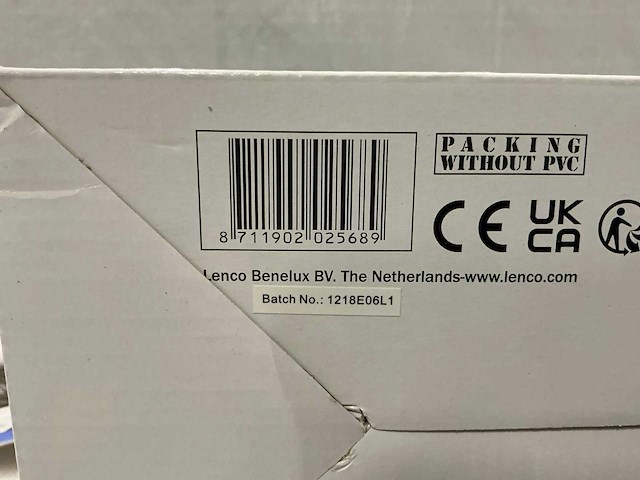 PACKING
WITHOUT PVC
8 711902 025689
CE
UK
CA
Lenco Benelux BV. The Netherlands-www.lenco.com
Batch No.: 1218E06L1